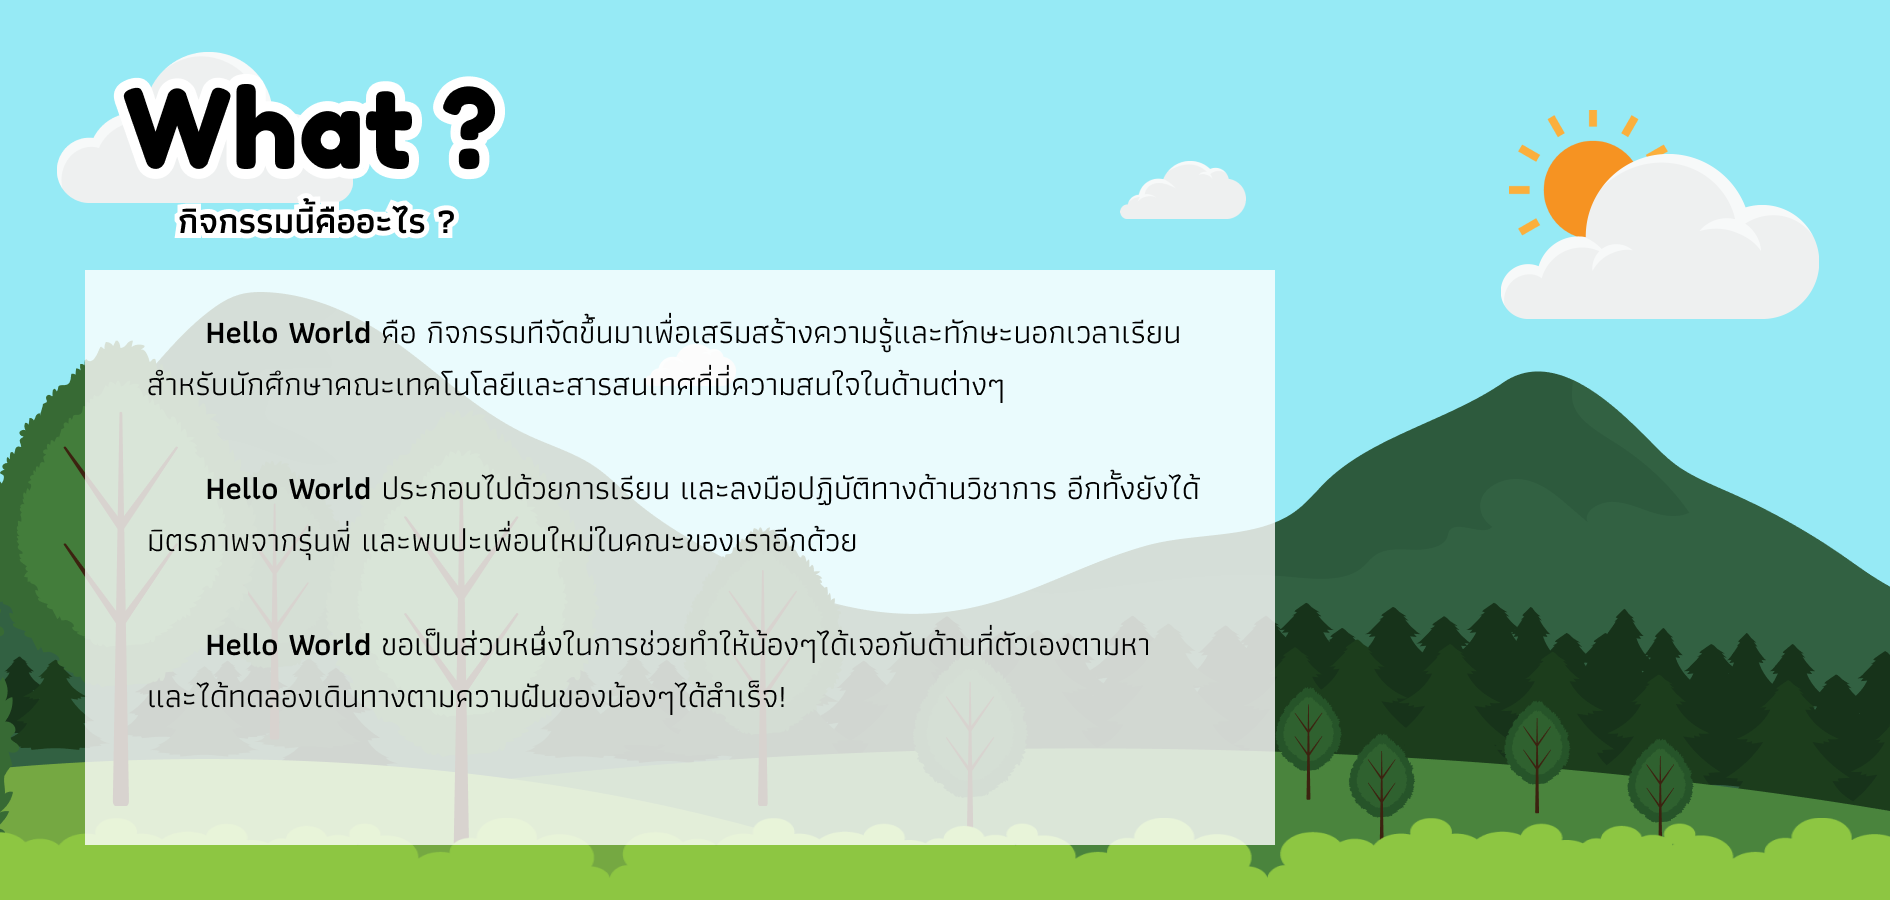 What ?
กิจกรรมนี้คืออะไร ?
Hello World คือ กิจกรรมทีจัดขึ้นมาเพื่อเสริมสร้างความรู้และทักษะนอกเวลาเรียน
สำหรับนักศึกษาคณะเทคโนโลยีและสารสนเทศที่มี่ความสนใจในด้านต่างๆ
Hello World ประกอบไปด้วยการเรียน และลงมือปฏิบัติทางด้านวิชาการ อีกทั้งยังได้
มิตรภาพจากรุ่นพี่ และพบปะเพื่อนใหม่ในคณะของเราอีกด้วย
Hello World ขอเป็นส่วนหนึ่งในการช่วยทำให้น้องๆได้เจอกับด้านที่ตัวเองตามหา
และได้ทดลองเดินทางตามความฝันของน้องๆได้สำเร็จ!